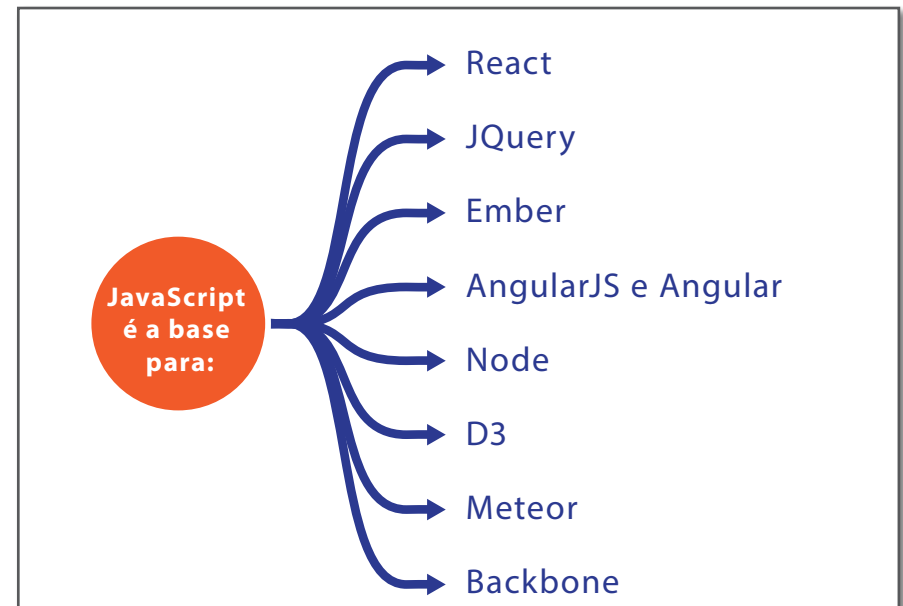 JavaScript
é a base
para:
React
JQuery
Ember
AngularJS e Angular
Node
D3
Meteor
Backbone